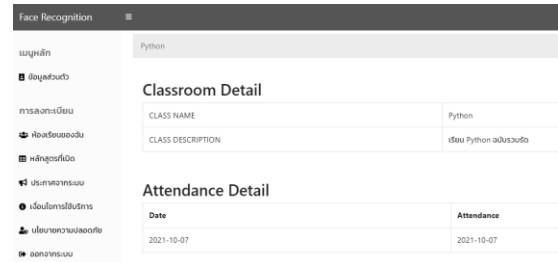 Face Recognition
เมนูหลัก
ข้อมูลส่วนตัว
การลงทะเบียน
ห้องเรียนของฉัน
หลักสูตรที่เปิด
ประกาศจากระบบ
เงื่อนไขการใช้บริการ
นโยบายความปลอดภัย
ออกจากระบบ
Python
Classroom Detail
CLASS NAME Python
CLASS DESCRIPTION เรียน Python ฉบับรวบรัด
Attendance Detail
Date Attendance
2021-10-07 2021-10-07